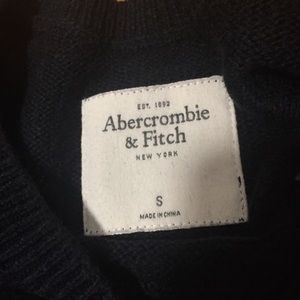 EST. 1892
Abercrombie
& Fitch
NEW YORK
S
MADE IN CHINA